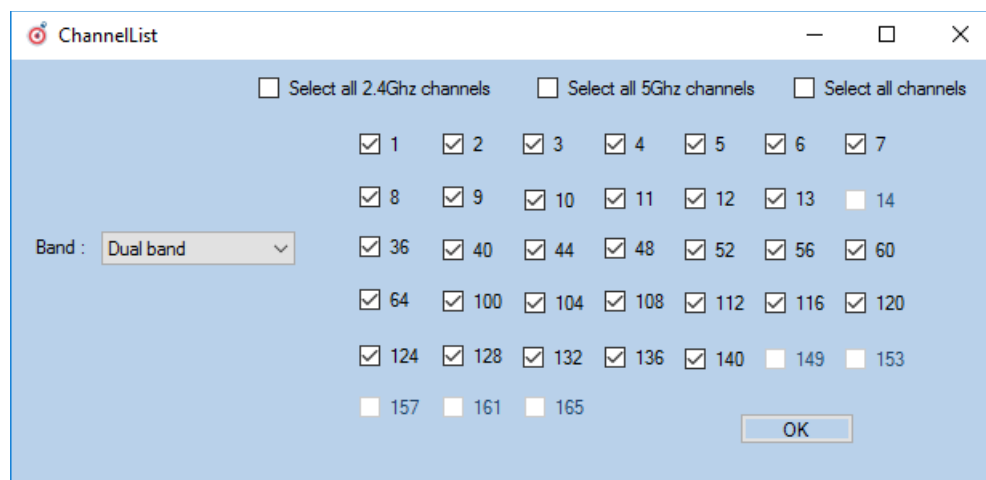 ChannelList
Select all 2.4Ghz channels Select all 5Ghz channels Select all channels
1 2 3 4 5 6 7
8 9 10 11 12 13 14
Band : Dual band 36 40 44 48 52 56 60
64 100 104 108 112 116 120
124 128 132 136 140 149 153
157 161 165
OK